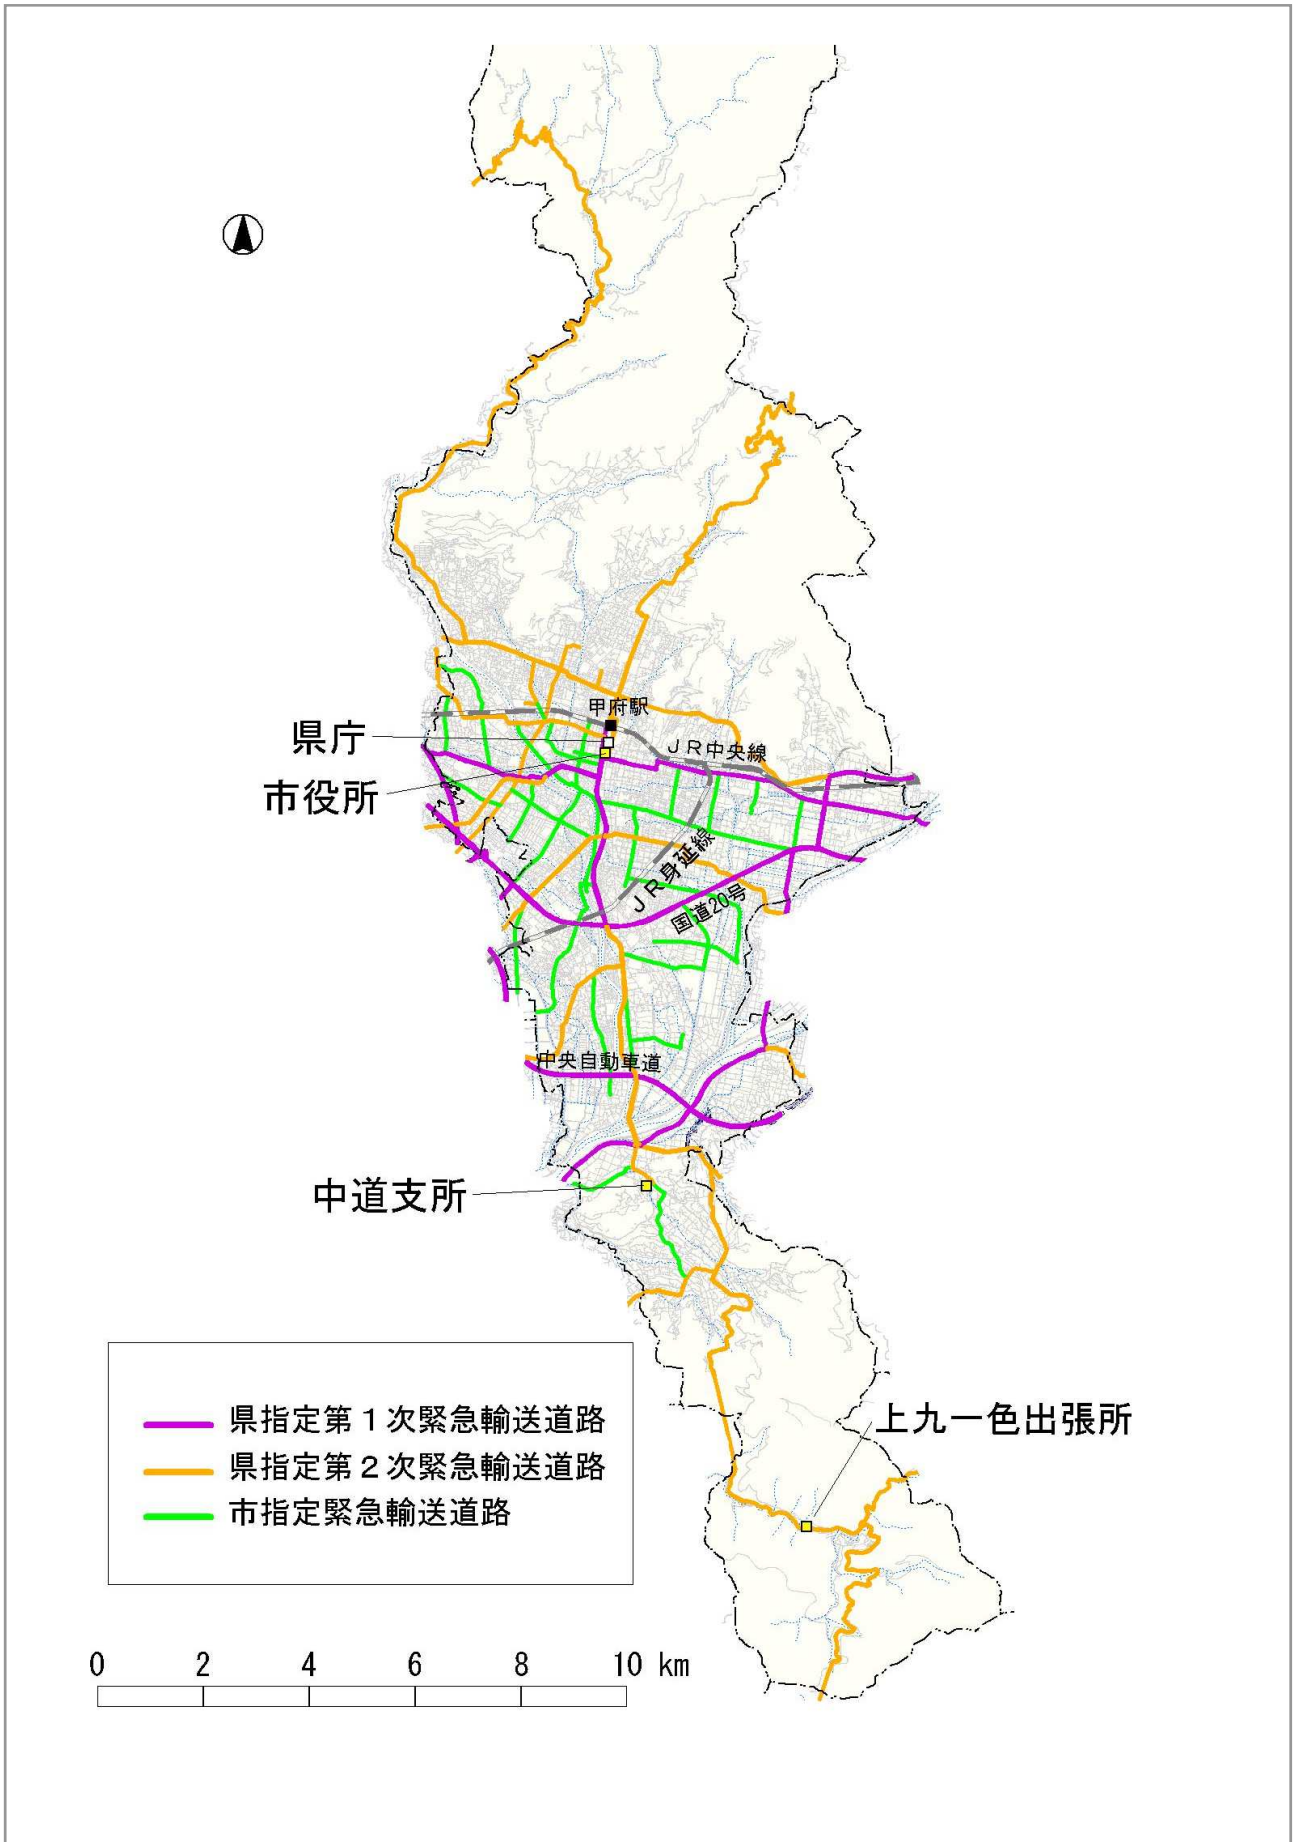 甲府駅
県庁
JR中央線
市役所
JR身延線
国道20号
中央自動車道
中道支所
県指定第1次緊急輸送道路
県指定第2次緊急輸送道路
市指定緊急輸送道路
上九一色出張所
0 2 4 6 8 10 km